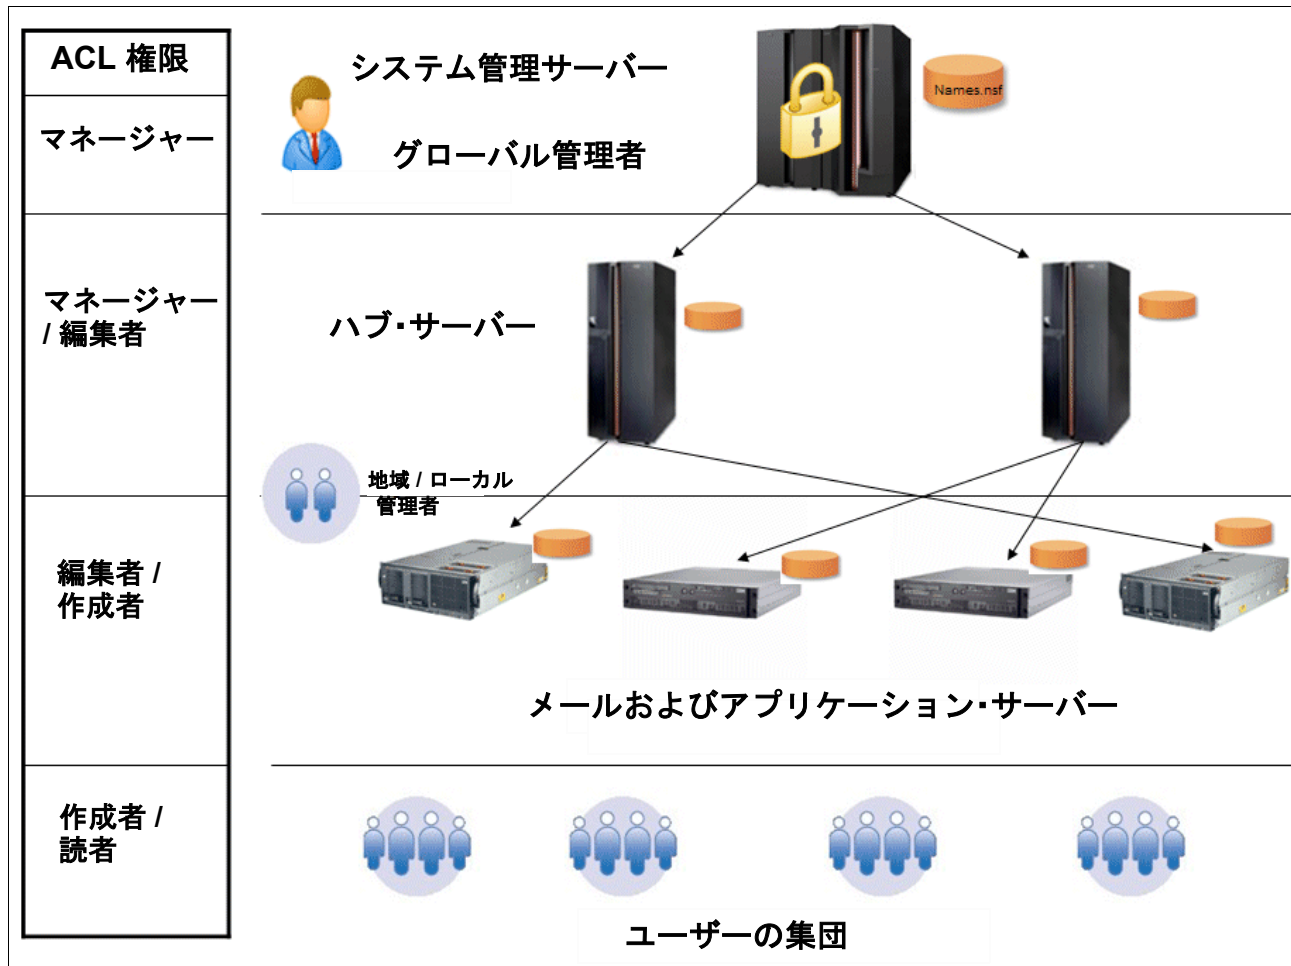 ACL 権限
システム管理サーバー
Names.nsf
マネージャー
グローバル管理者
マネージャー
/ 編集者
ハブ・サーバー
地域 / ローカル
管理者
編集者 /
作成者
メールおよびアプリケーション・サーバー
作成者 /
読者
ユーザーの集団